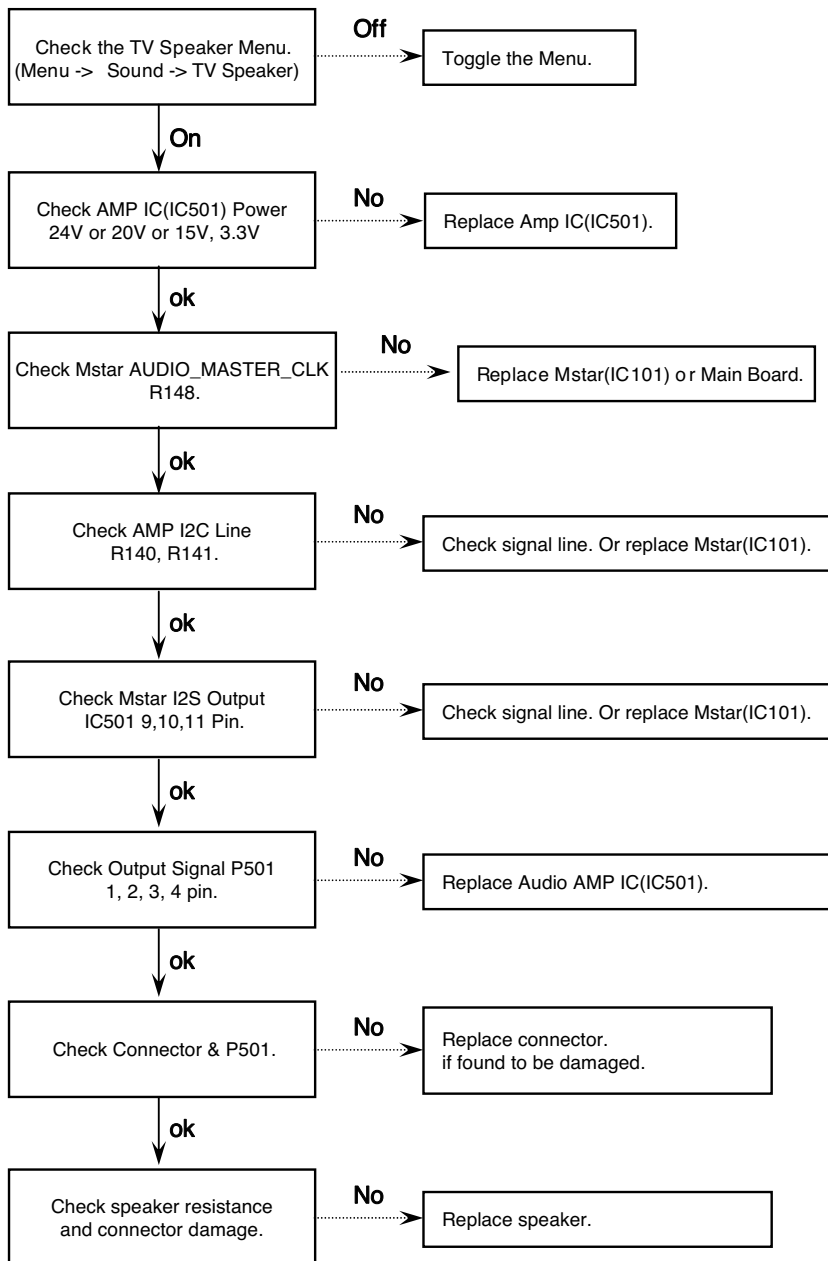 Check the TV Speaker Menu.
(Menu -> Sound -> TV Speaker)
Off
Toggle the Menu.
On
Check AMP IC(IC501) Power
24V or 20V or 15V, 3.3V
No
Replace Amp IC(IC501).
ok
Check Mstar AUDIO_MASTER_CLK
R148.
No
Replace Mstar(IC101) or Main Board.
ok
Check AMP I2C Line
R140, R141.
No
Check signal line. Or replace Mstar(IC101).
ok
Check Mstar I2S Output
IC501 9,10,11 Pin.
No
Check signal line. Or replace Mstar(IC101).
ok
Check Output Signal P501
1, 2, 3, 4 pin.
No
Replace Audio AMP IC(IC501).
ok
Check Connector & P501.
No
Replace connector.
if found to be damaged.
ok
Check speaker resistance
and connector damage.
No
Replace speaker.